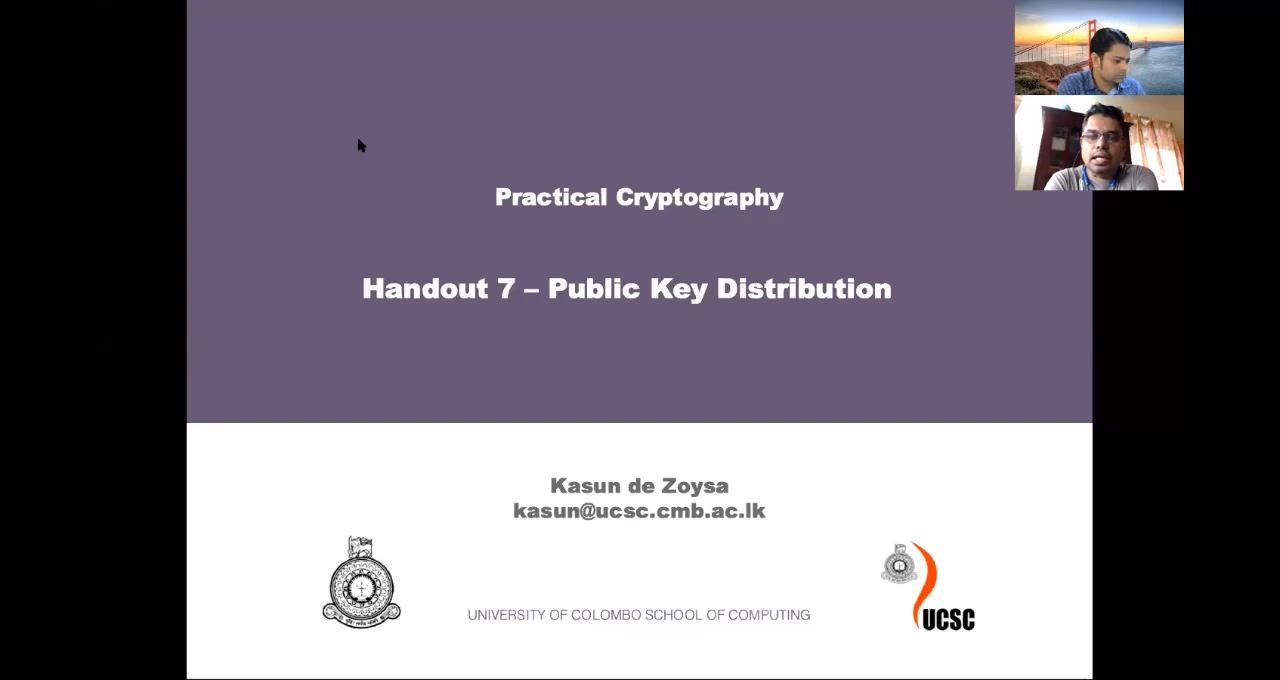 Practical Cryptography
Handout 7 – Public Key Distribution
Kasun de Zoysa
kasun@ucsc.cmb.ac.lk
UNIVERSITY OF COLOMBO SCHOOL OF COMPUTING
UCSC